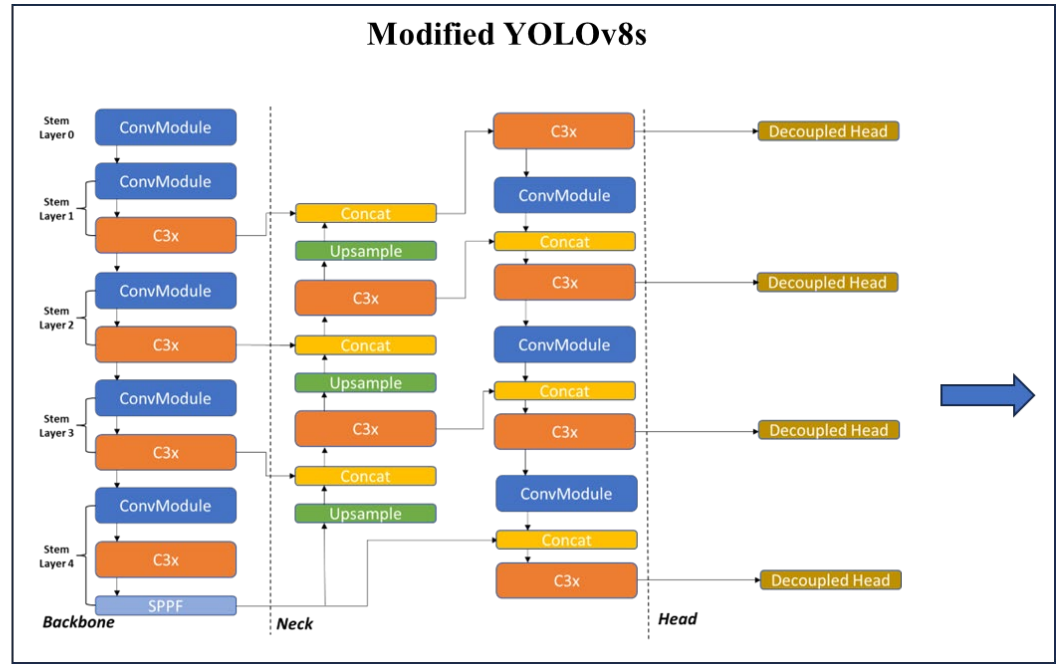 Modified YOLOv8s
Stem
Layer 0
ConvModule
Stem
Layer 1
ConvModule
C3x
Stem
Layer 2
ConvModule
C3x
Stem
Layer 3
ConvModule
C3x
Stem
Layer 4
ConvModule
C3x
SPPF
Backbone
Concat
Upsample
C3x
Concat
Upsample
C3x
Concat
Upsample
Neck
C3x
ConvModule
Concat
C3x
ConvModule
Concat
C3x
ConvModule
Concat
C3x
Decoupled Head
Decoupled Head
Decoupled Head
Decoupled Head
Head